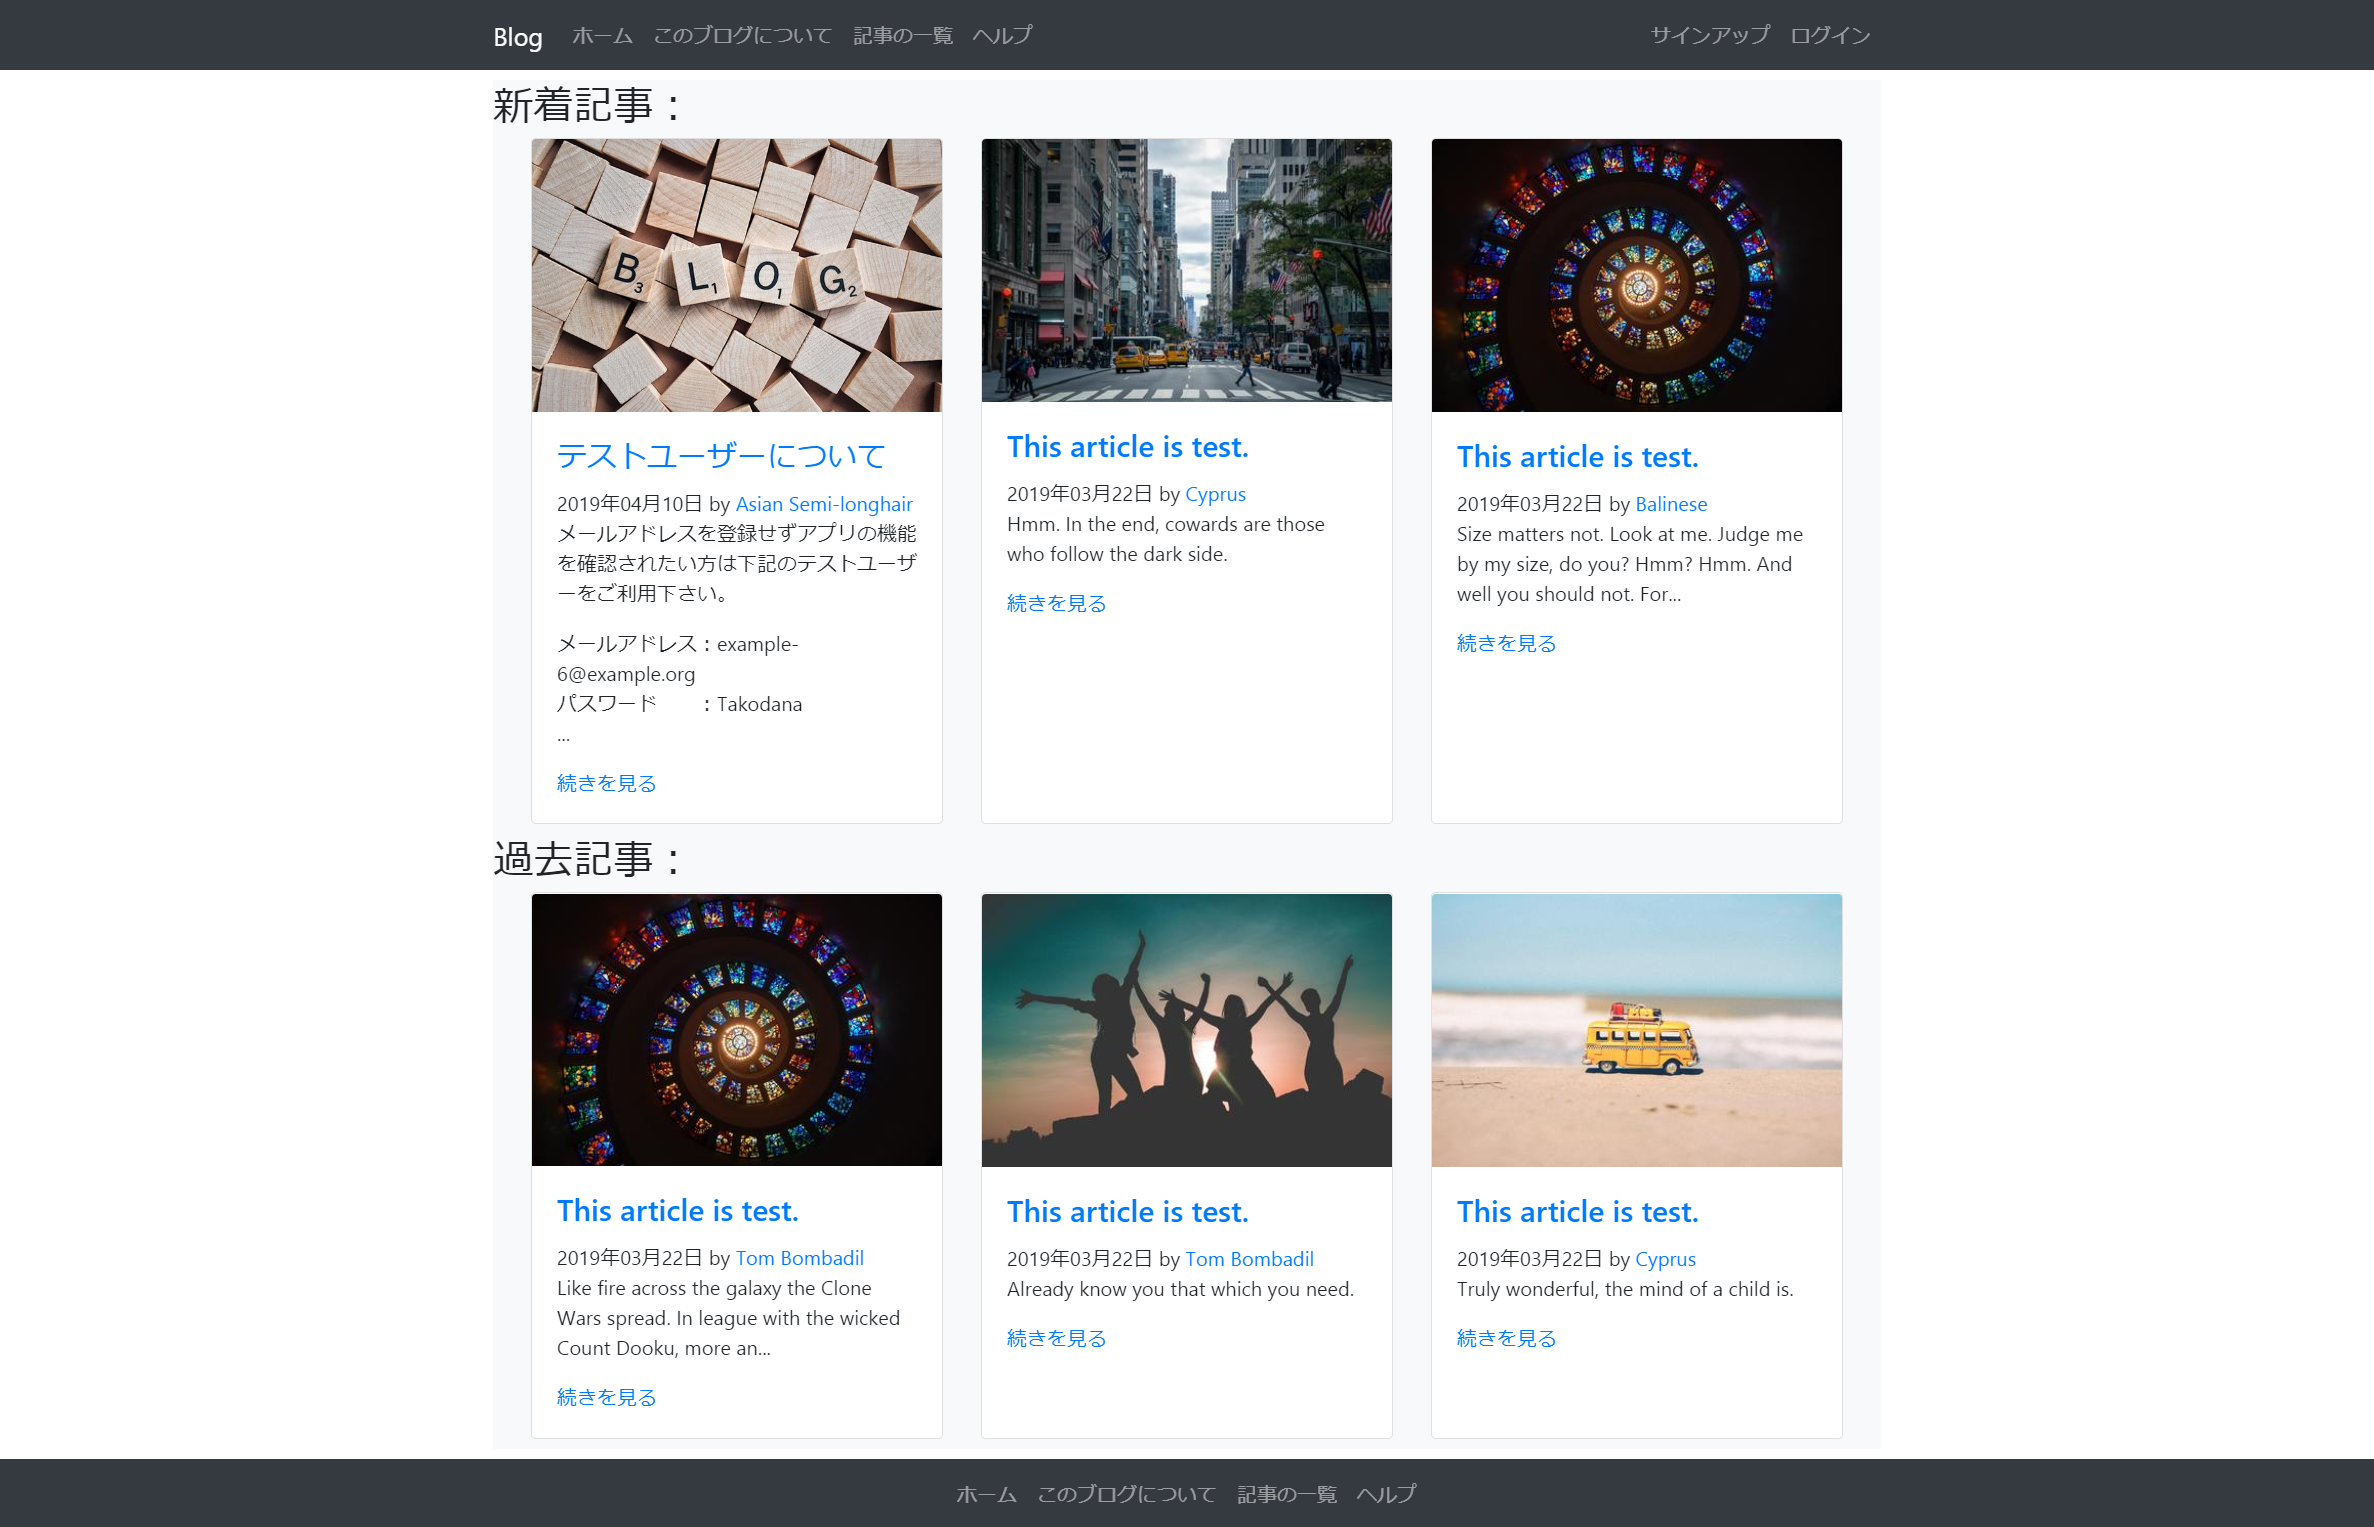 Blog ホーム このブログについて 記事の一覧 ヘルプ サインアップ ログイン
新着記事：
B3 L1 O1 G2
テストユーザーについて
2019年04月10日 by Asian Semi-longhair
メールアドレスを登録せずアプリの機能
を確認されたい方は下記のテストユーザ
ーをご利用下さい。
メールアドレス：example-
6@example.org
パスワード　　：Takodana
...
続きを見る
This article is test.
2019年03月22日 by Cyprus
Hmm. In the end, cowards are those
who follow the dark side.
続きを見る
This article is test.
2019年03月22日 by Balinese
Size matters not. Look at me. Judge me
by my size, do you? Hmm? Hmm. And
well you should not. For...
続きを見る
過去記事：
This article is test.
2019年03月22日 by Tom Bombadil
Like fire across the galaxy the Clone
Wars spread. In league with the wicked
Count Dooku, more an...
続きを見る
This article is test.
2019年03月22日 by Tom Bombadil
Already know you that which you need.
続きを見る
This article is test.
2019年03月22日 by Cyprus
Truly wonderful, the mind of a child is.
続きを見る
ホーム このブログについて 記事の一覧 ヘルプ